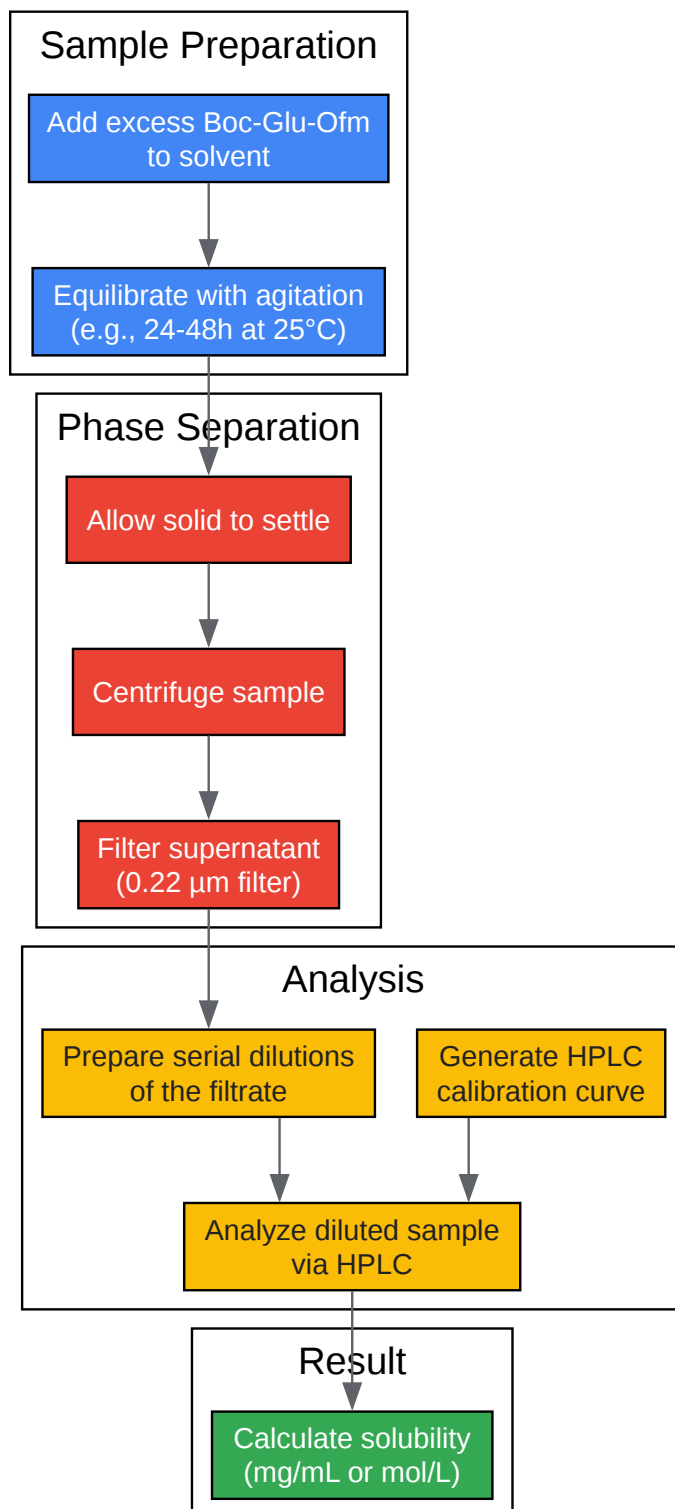 Sample Preparation
Add excess Boc-Glu-Ofm
to solvent
Equilibrate with agitation
(e.g., 24-48h at 25°C)
Phase Separation
Allow solid to settle
Centrifuge sample
Filter supernatant
(0.22 µm filter)
Analysis
Prepare serial dilutions
of the filtrate
Generate HPLC
calibration curve
Analyze diluted sample
via HPLC
Result
Calculate solubility
(mg/mL or mol/L)